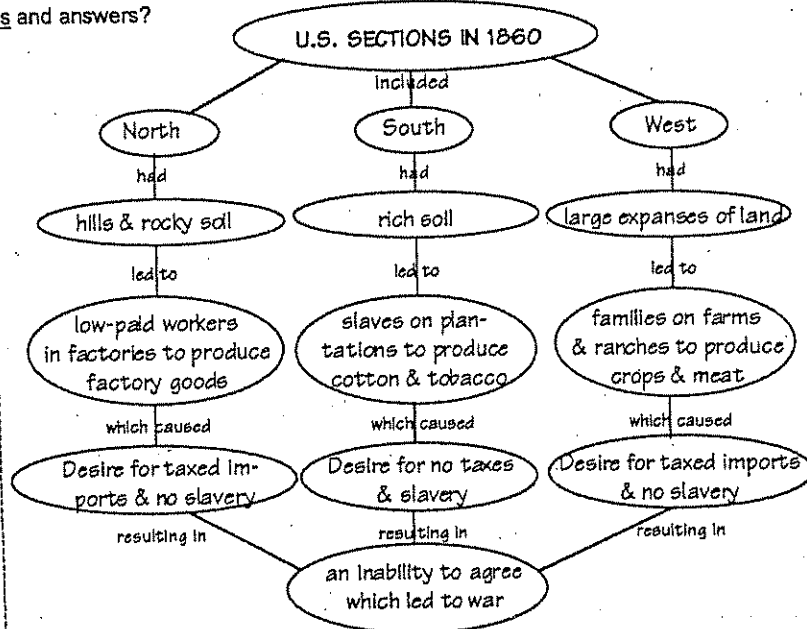 s and answers?
U.S. SECTIONS IN 1860
included
North
South
West
had
had
had
hills & rocky soil
rich soil
large expanses of land
led to
led to
led to
low-paid workers
in factories to produce
factory goods
slaves on plan-
tations to produce
cotton & tobacco
families on farms
& ranches to produce
crops & meat
which caused
which caused
which caused
Desire for taxed im-
ports & no slavery
Desire for no taxes
& slavery
Desire for taxed imports
& no slavery
resulting in
resulting in
resulting in
an inability to agree
which led to war